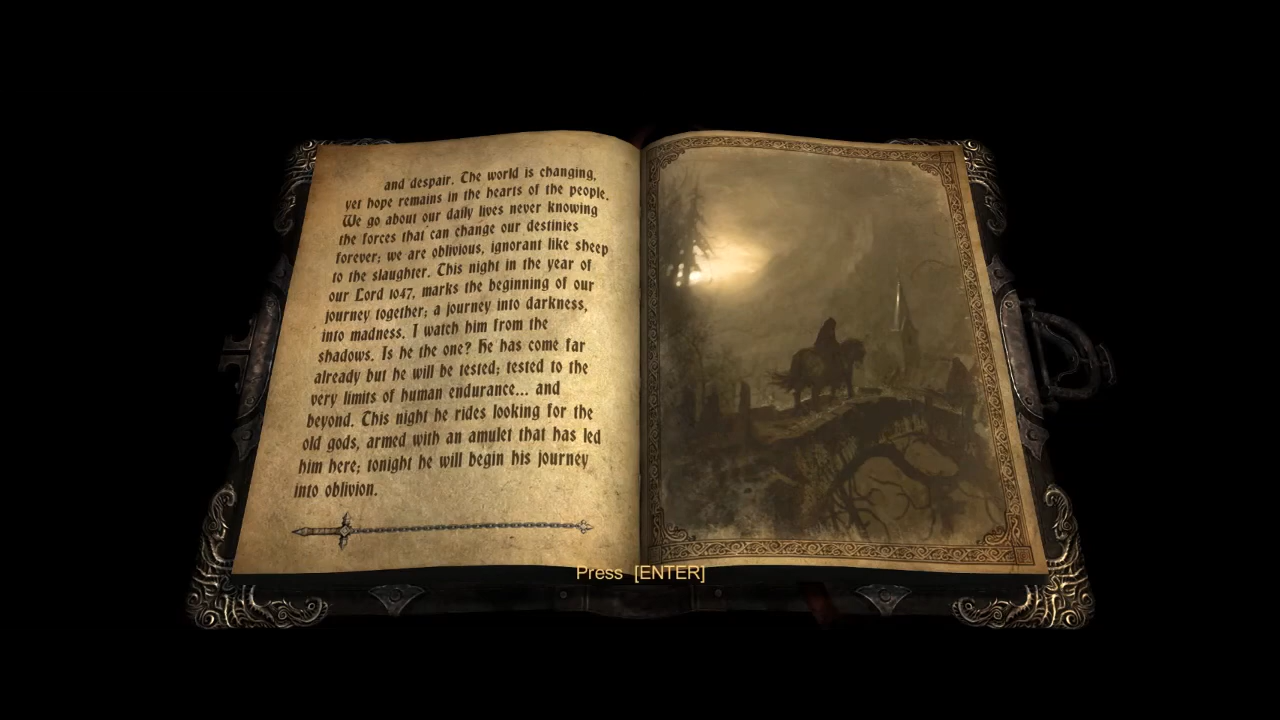 and despair. The world is changing,
yet hope remains in the hearts of the people.
We go about our daily lives never knowing
the forces that can change our destinies
forever; we are oblivious, ignorant like sheep
to the slaughter. This night in the year of
our Lord 1047, marks the beginning of our
journey together; a journey into darkness,
into madness. I watch him from the
shadows. Is he the one? He has come far
already but he will be tested; tested to the
very limits of human endurance... and
beyond. This night he rides looking for the
old gods, armed with an amulet that has led
him here; tonight he will begin his journey
into oblivion.
Press [ENTER]